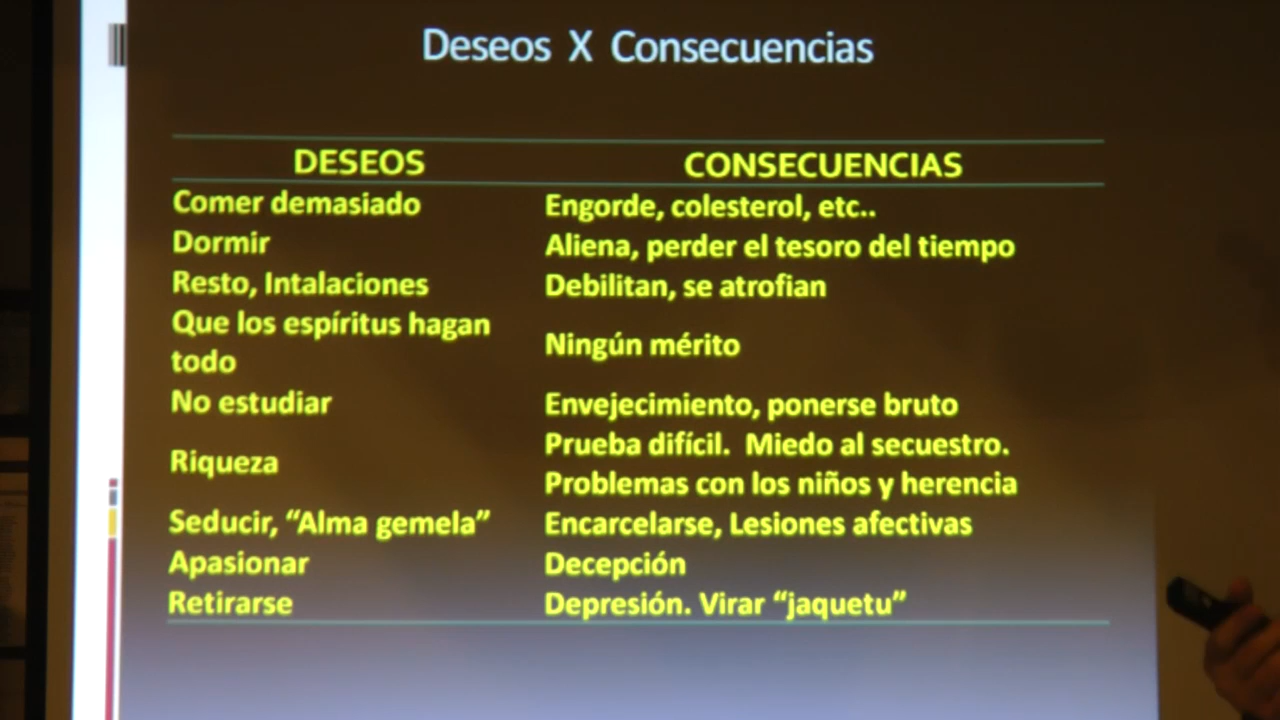 Deseos X Consecuencias
DESEOS CONSECUENCIAS
Comer demasiado Engorde, colesterol, etc..
Dormir Aliena, perder el tesoro del tiempo
Resto, Intalaciones Debilitan, se atrofian
Que los espíritus hagan
todo Ningún mérito
No estudiar Envejecimiento, ponerse bruto
Riqueza Prueba difícil. Miedo al secuestro.
Problemas con los niños y herencia
Seducir, “Alma gemela” Encarcelarse, Lesiones afectivas
Apasionar Decepción
Retirarse Depresión. Virar “jaquetu”